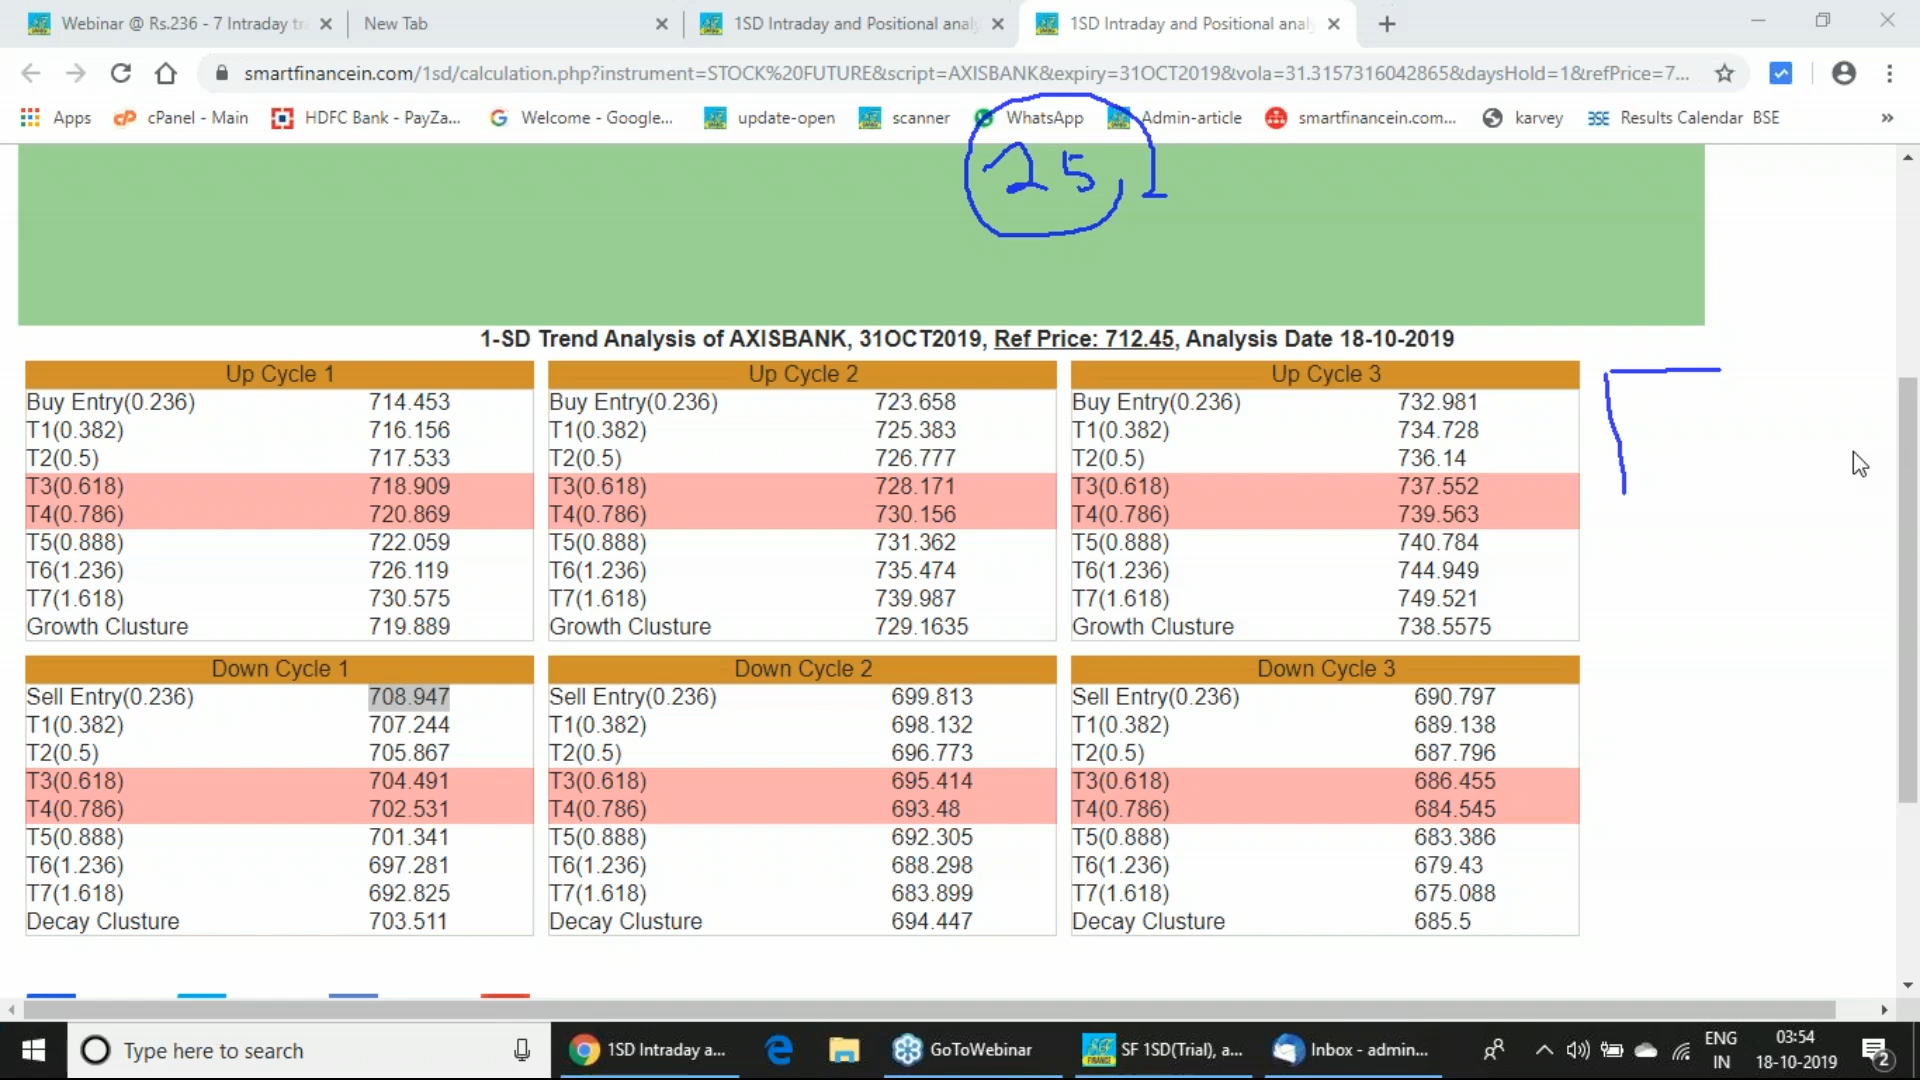 Webinar @ Rs.236 - 7 Intraday tr
New Tab
1SD Intraday and Positional anal
1SD Intraday and Positional anal
smartfinancein.com/1sd/calculation.php?instrument=STOCK%20FUTURE&script=AXISBANK&expiry=31OCT2019&vola=31.3157316042865&daysHold=1&refPrice=7...
Apps cPanel - Main HDFC Bank - PayZa... Welcome - Google... update-open scanner WhatsApp Admin-article smartfinancein.com... karvey BSE Results Calendar BSE »
25
1-SD Trend Analysis of AXISBANK, 31OCT2019, Ref Price: 712.45, Analysis Date 18-10-2019
Up Cycle 1
Buy Entry(0.236) 714.453
T1(0.382) 716.156
T2(0.5) 717.533
T3(0.618) 718.909
T4(0.786) 720.869
T5(0.888) 722.059
T6(1.236) 726.119
T7(1.618) 730.575
Growth Clusture 719.889
Up Cycle 2
Buy Entry(0.236) 723.658
T1(0.382) 725.383
T2(0.5) 726.777
T3(0.618) 728.171
T4(0.786) 730.156
T5(0.888) 731.362
T6(1.236) 735.474
T7(1.618) 739.987
Growth Clusture 729.1635
Up Cycle 3
Buy Entry(0.236) 732.981
T1(0.382) 734.728
T2(0.5) 736.14
T3(0.618) 737.552
T4(0.786) 739.563
T5(0.888) 740.784
T6(1.236) 744.949
T7(1.618) 749.521
Growth Clusture 738.5575
Down Cycle 1
Sell Entry(0.236) 708.947
T1(0.382) 707.244
T2(0.5) 705.867
T3(0.618) 704.491
T4(0.786) 702.531
T5(0.888) 701.341
T6(1.236) 697.281
T7(1.618) 692.825
Decay Clusture 703.511
Down Cycle 2
Sell Entry(0.236) 699.813
T1(0.382) 698.132
T2(0.5) 696.773
T3(0.618) 695.414
T4(0.786) 693.48
T5(0.888) 692.305
T6(1.236) 688.298
T7(1.618) 683.899
Decay Clusture 694.447
Down Cycle 3
Sell Entry(0.236) 690.797
T1(0.382) 689.138
T2(0.5) 687.796
T3(0.618) 686.455
T4(0.786) 684.545
T5(0.888) 683.386
T6(1.236) 679.43
T7(1.618) 675.088
Decay Clusture 685.5
Type here to search
1SD Intraday a...
GoToWebinar
SF 1SD(Trial), a...
Inbox - admin...
ENG
IN
03:54
18-10-2019
2